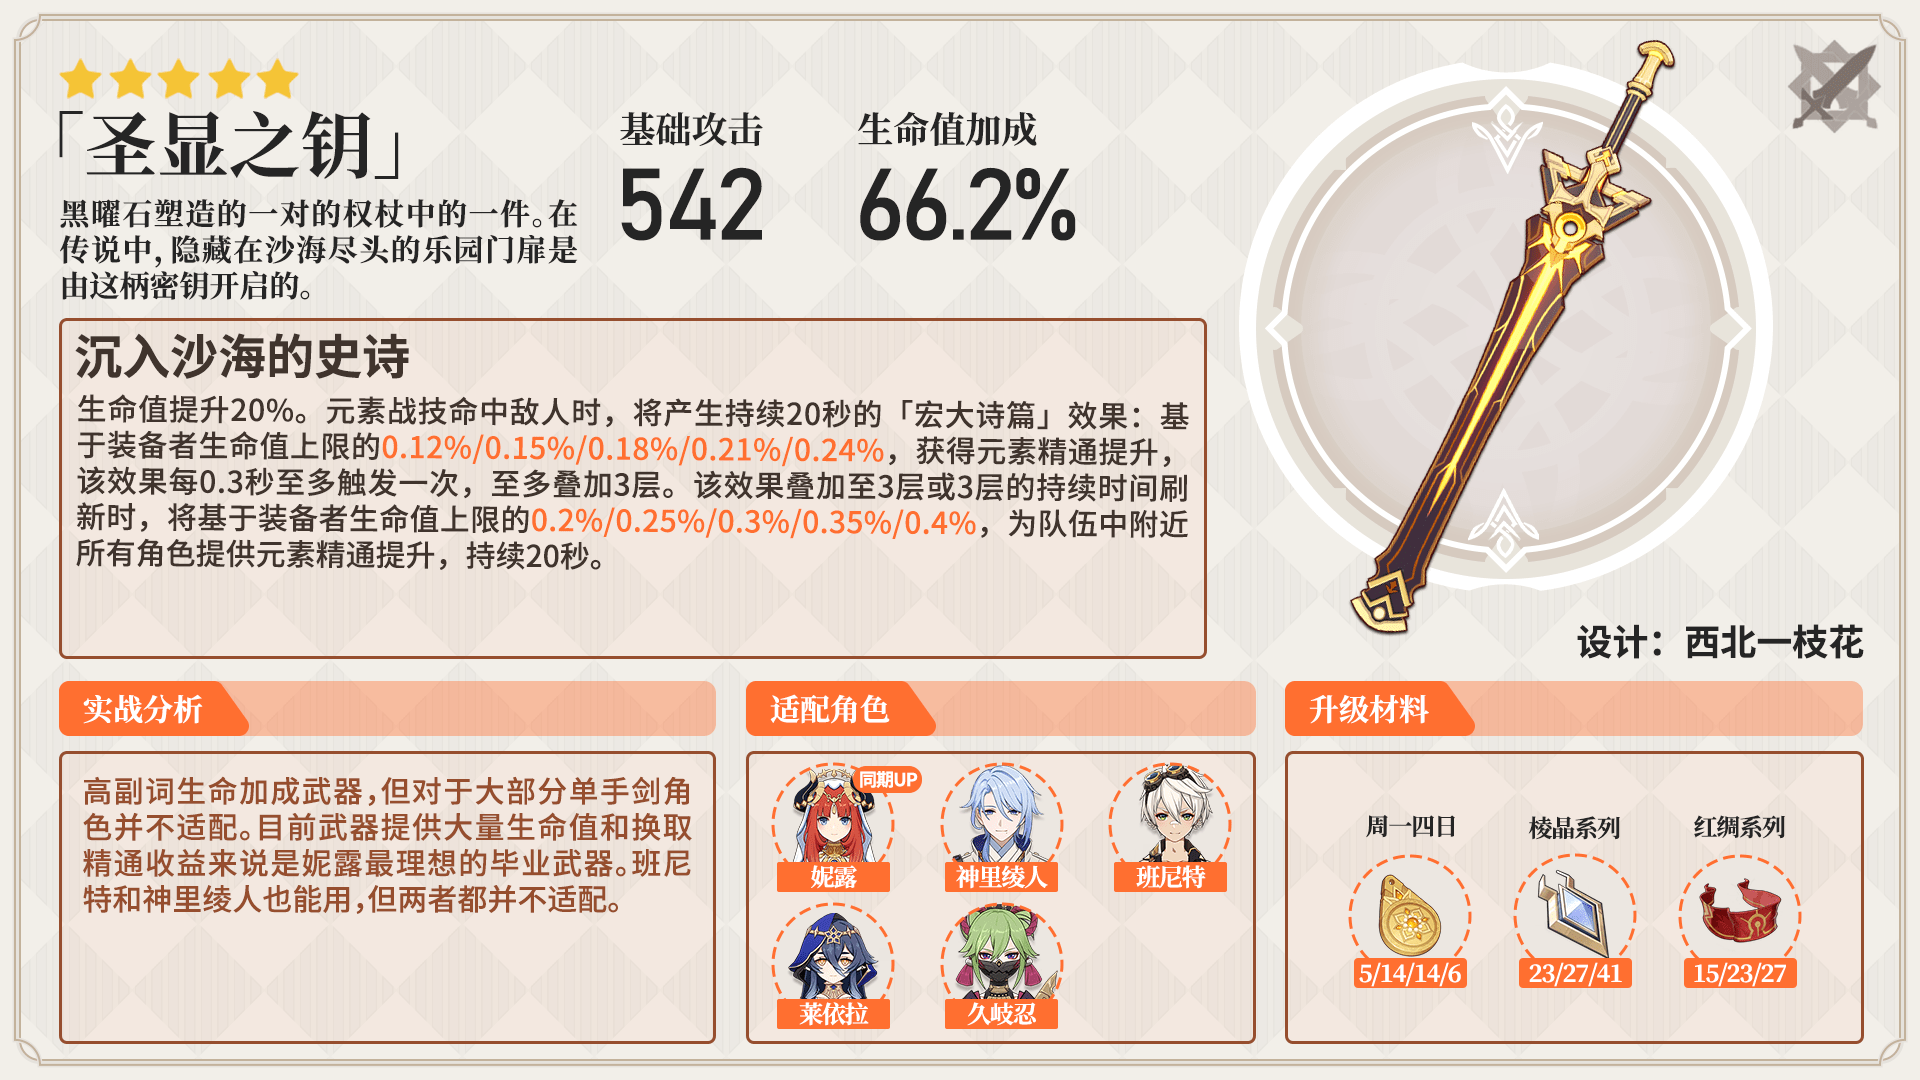 「圣显之钥」
黑曜石塑造的一对的权杖中的一件。在
传说中,隐藏在沙海尽头的乐园门扉是
由这柄密钥开启的。
基础攻击
542
生命值加成
66.2%
沉入沙海的史诗
生命值提升20%。元素战技命中敌人时，将产生持续20秒的「宏大诗篇」效果：基
于装备者生命值上限的0.12%/0.15%/0.18%/0.21%/0.24%，获得元素精通提升，
该效果每0.3秒至多触发一次，至多叠加3层。该效果叠加至3层或3层的持续时间刷
新时，将基于装备者生命值上限的0.2%/0.25%/0.3%/0.35%/0.4%，为队伍中附近
所有角色提供元素精通提升，持续20秒。
设计：西北一枝花
实战分析
高副词生命加成武器,但对于大部分单手剑角
色并不适配。目前武器提供大量生命值和换取
精通收益来说是妮露最理想的毕业武器。班尼
特和神里绫人也能用,但两者都并不适配。
适配角色
同期UP
妮露
神里绫人
班尼特
莱依拉
久岐忍
升级材料
周一四日
棱晶系列
红绸系列
5/14/14/6
23/27/41
15/23/27